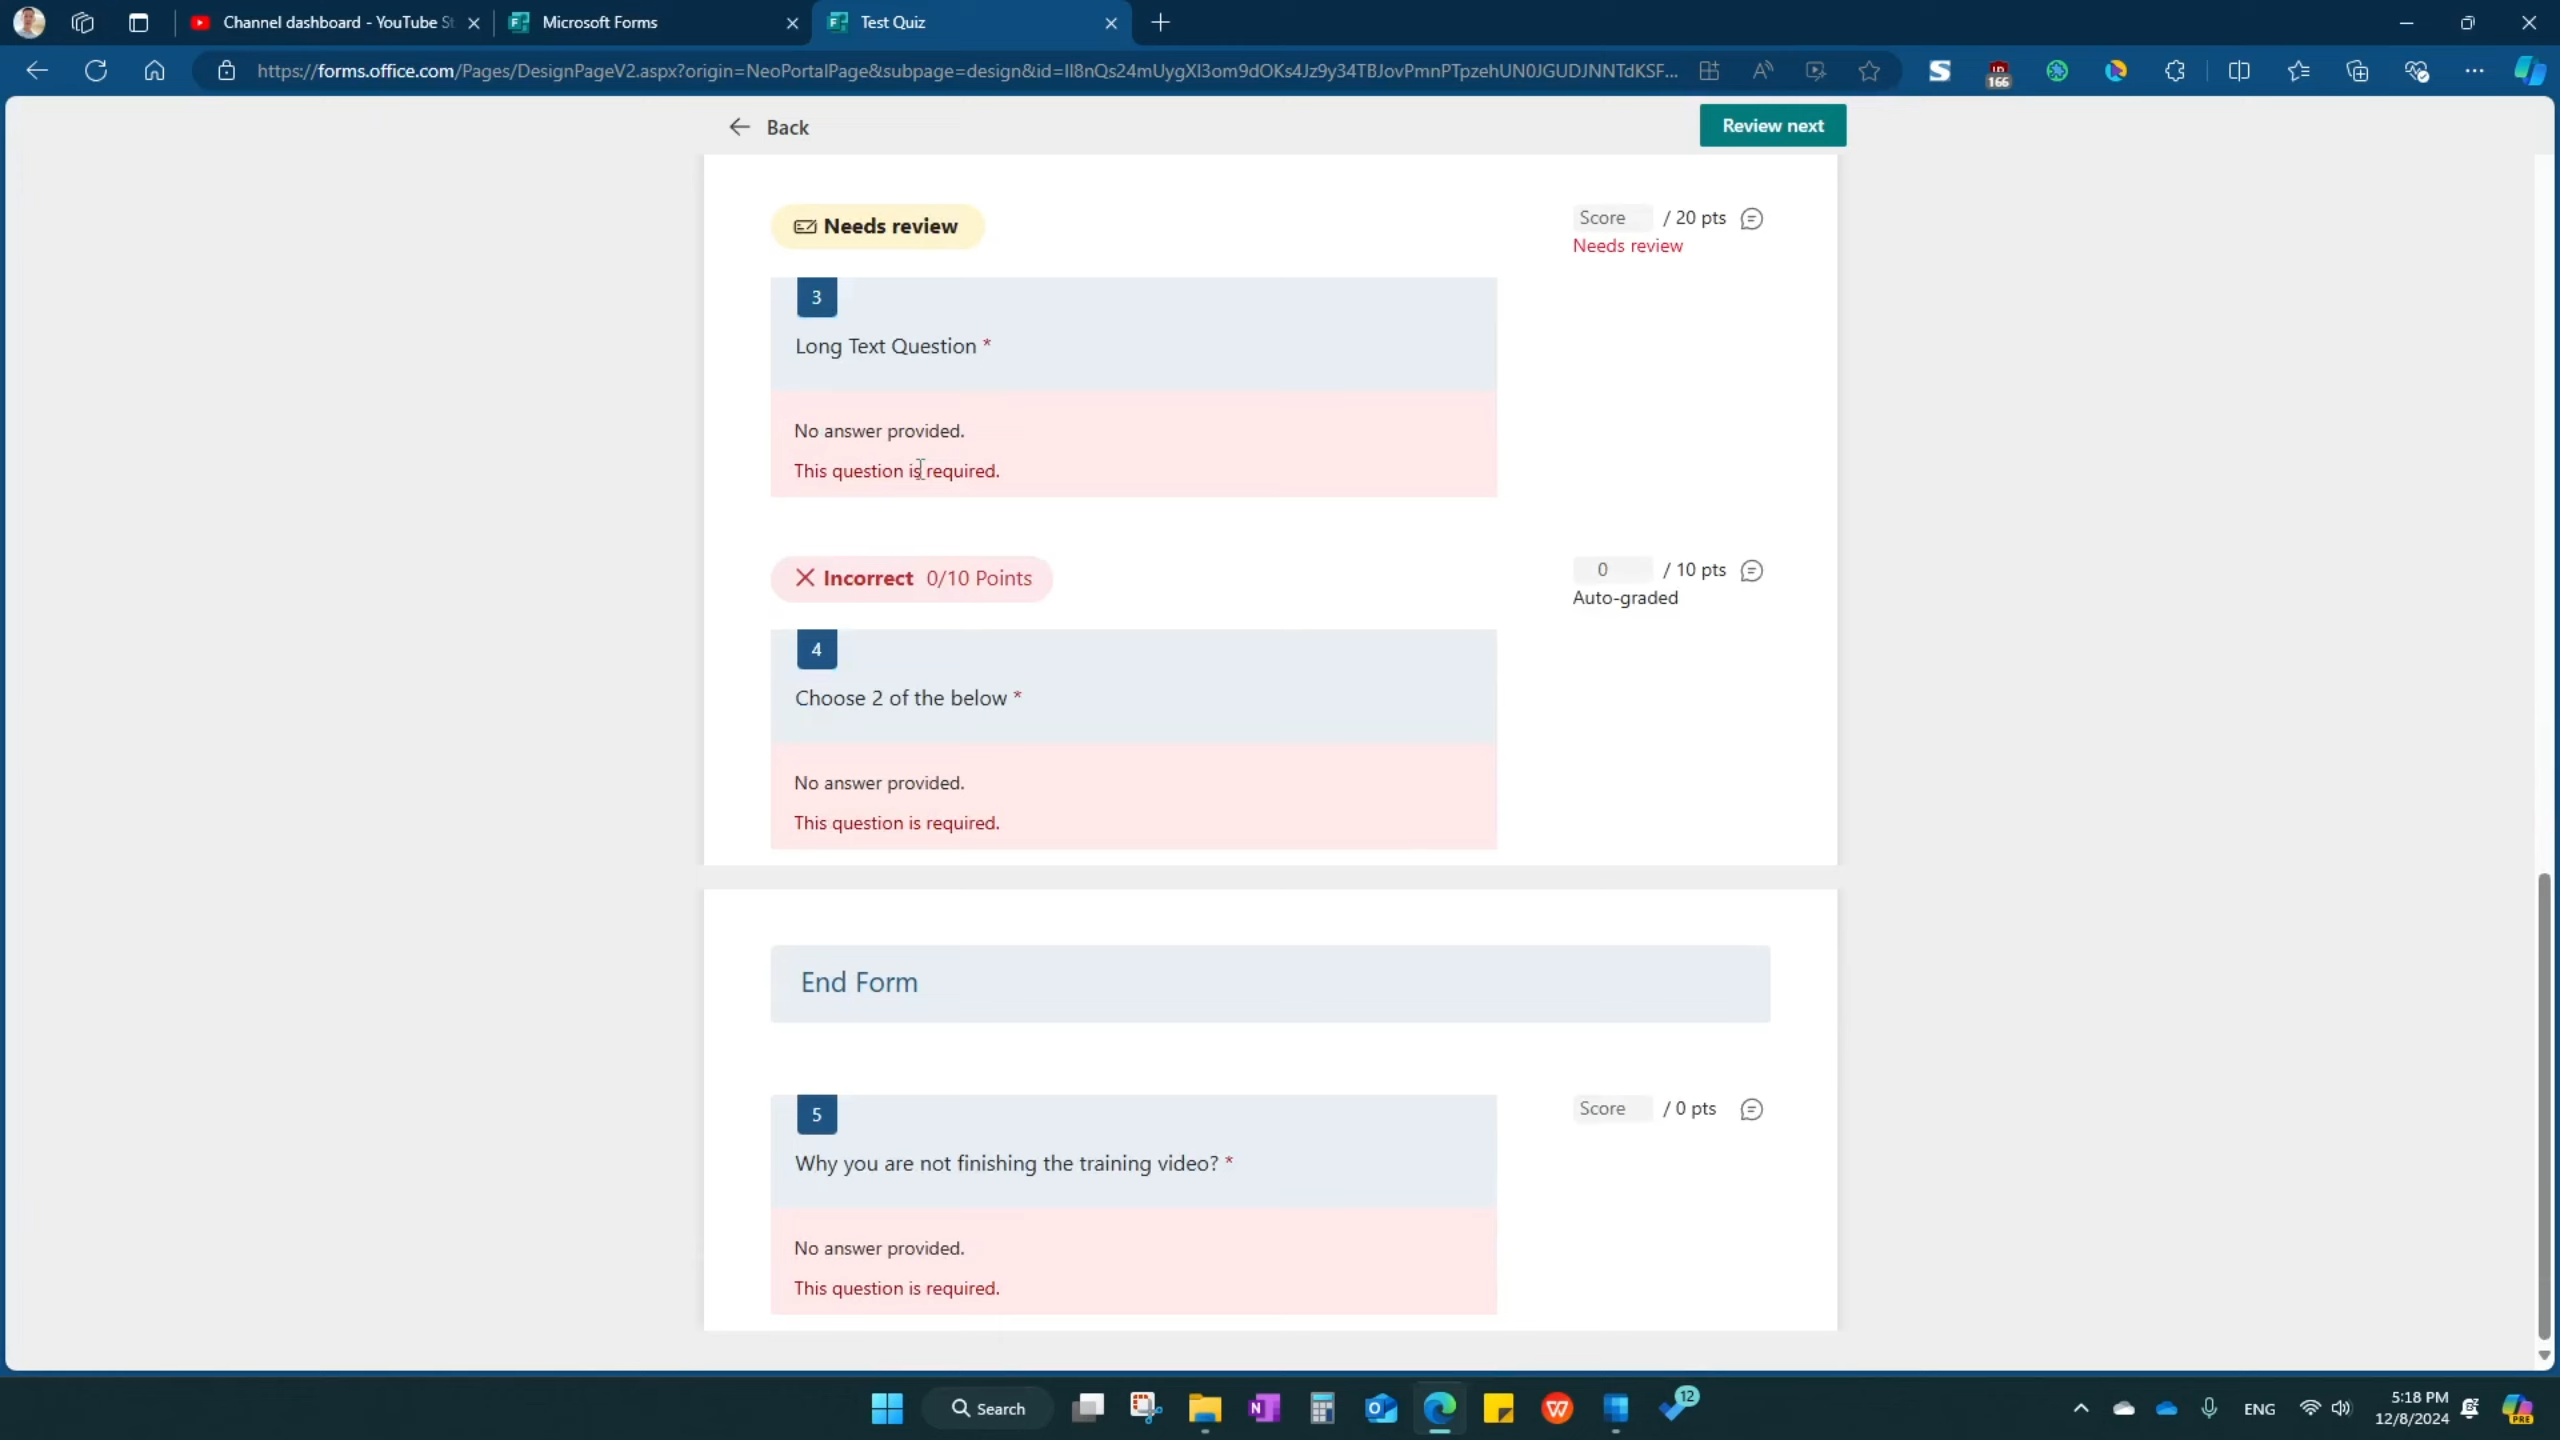 Channel dashboard - YouTube St
Microsoft Forms
Test Quiz
https://forms.office.com/Pages/DesignPageV2.aspx?origin=NeoPortalPage&subpage=design&id=Il8nQs24mUygXl3om9dOKs4Jz9y34TBJovPmnPTpzehUN0JGUDJNNTdKSF...
166
Back
Review next
Needs review
Score / 20 pts
Needs review
3
Long Text Question *
No answer provided.
This question is required.
Incorrect 0/10 Points
0 / 10 pts
Auto-graded
4
Choose 2 of the below *
No answer provided.
This question is required.
End Form
5
Score / 0 pts
Why you are not finishing the training video? *
No answer provided.
This question is required.
Search
12
ENG
5:18 PM
12/8/2024
PRE